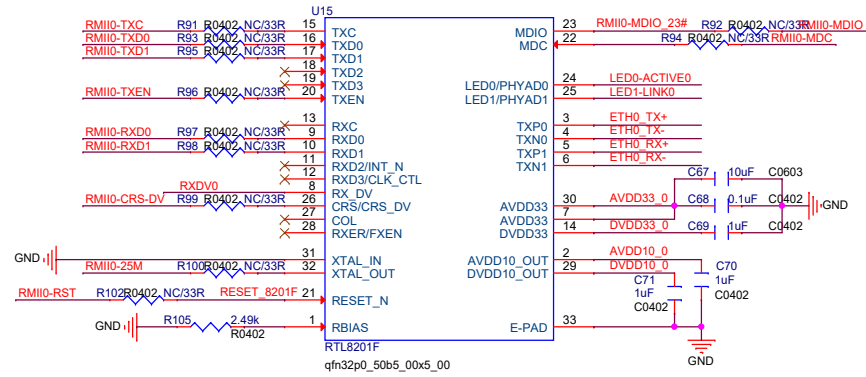 U15
RMII0-TXC R91 R0402 NC/33R 15 TXC MDIO 23 RMII0-MDIO_23# R92 R0402 NC/33R RMII0-MDIO
RMII0-TXD0 R93 R0402 NC/33R 16 TXD0 MDC 22 R94 R0402 NC/33R RMII0-MDC
RMII0-TXD1 R95 R0402 NC/33R 17 TXD1
18 TXD2
19 TXD3 LED0/PHYAD0 24 LED0-ACTIVE0
RMII0-TXEN R96 R0402 NC/33R 20 TXEN LED1/PHYAD1 25 LED1-LINK0
13 RXC TXP0 3 ETH0_TX+
RMII0-RXD0 R97 R0402 NC/33R 9 RXD0 TXN0 4 ETH0_TX-
RMII0-RXD1 R98 R0402 NC/33R 10 RXD1 TXP1 5 ETH0_RX+
11 RXD2/INT_N TXN1 6 ETH0_RX-
12 RXD3/CLK_CTL C67 10uF C0603
RXDV0 8 RX_DV
RMII0-CRS-DV R99 R0402 NC/33R 26 CRS/CRS_DV AVDD33 30 AVDD33_0 C68 0.1uF C0402 GND
27 COL AVDD33 7
28 RXER/FXEN DVDD33 14 DVDD33_0 C69 1uF C0402
GND 31 XTAL_IN AVDD10_OUT 2 AVDD10_0
RMII0-25M R100 R0402 NC/33R 32 XTAL_OUT DVDD10_OUT 29 DVDD10_0 C70
C71 1uF
RMII0-RST R102 R0402 NC/33R RESET_8201F 21 RESET_N 1uF C0402
C0402
GND R105 2.49k R0402 1 RBIAS E-PAD 33
RTL8201F GND
qfn32p0_50b5_00x5_00